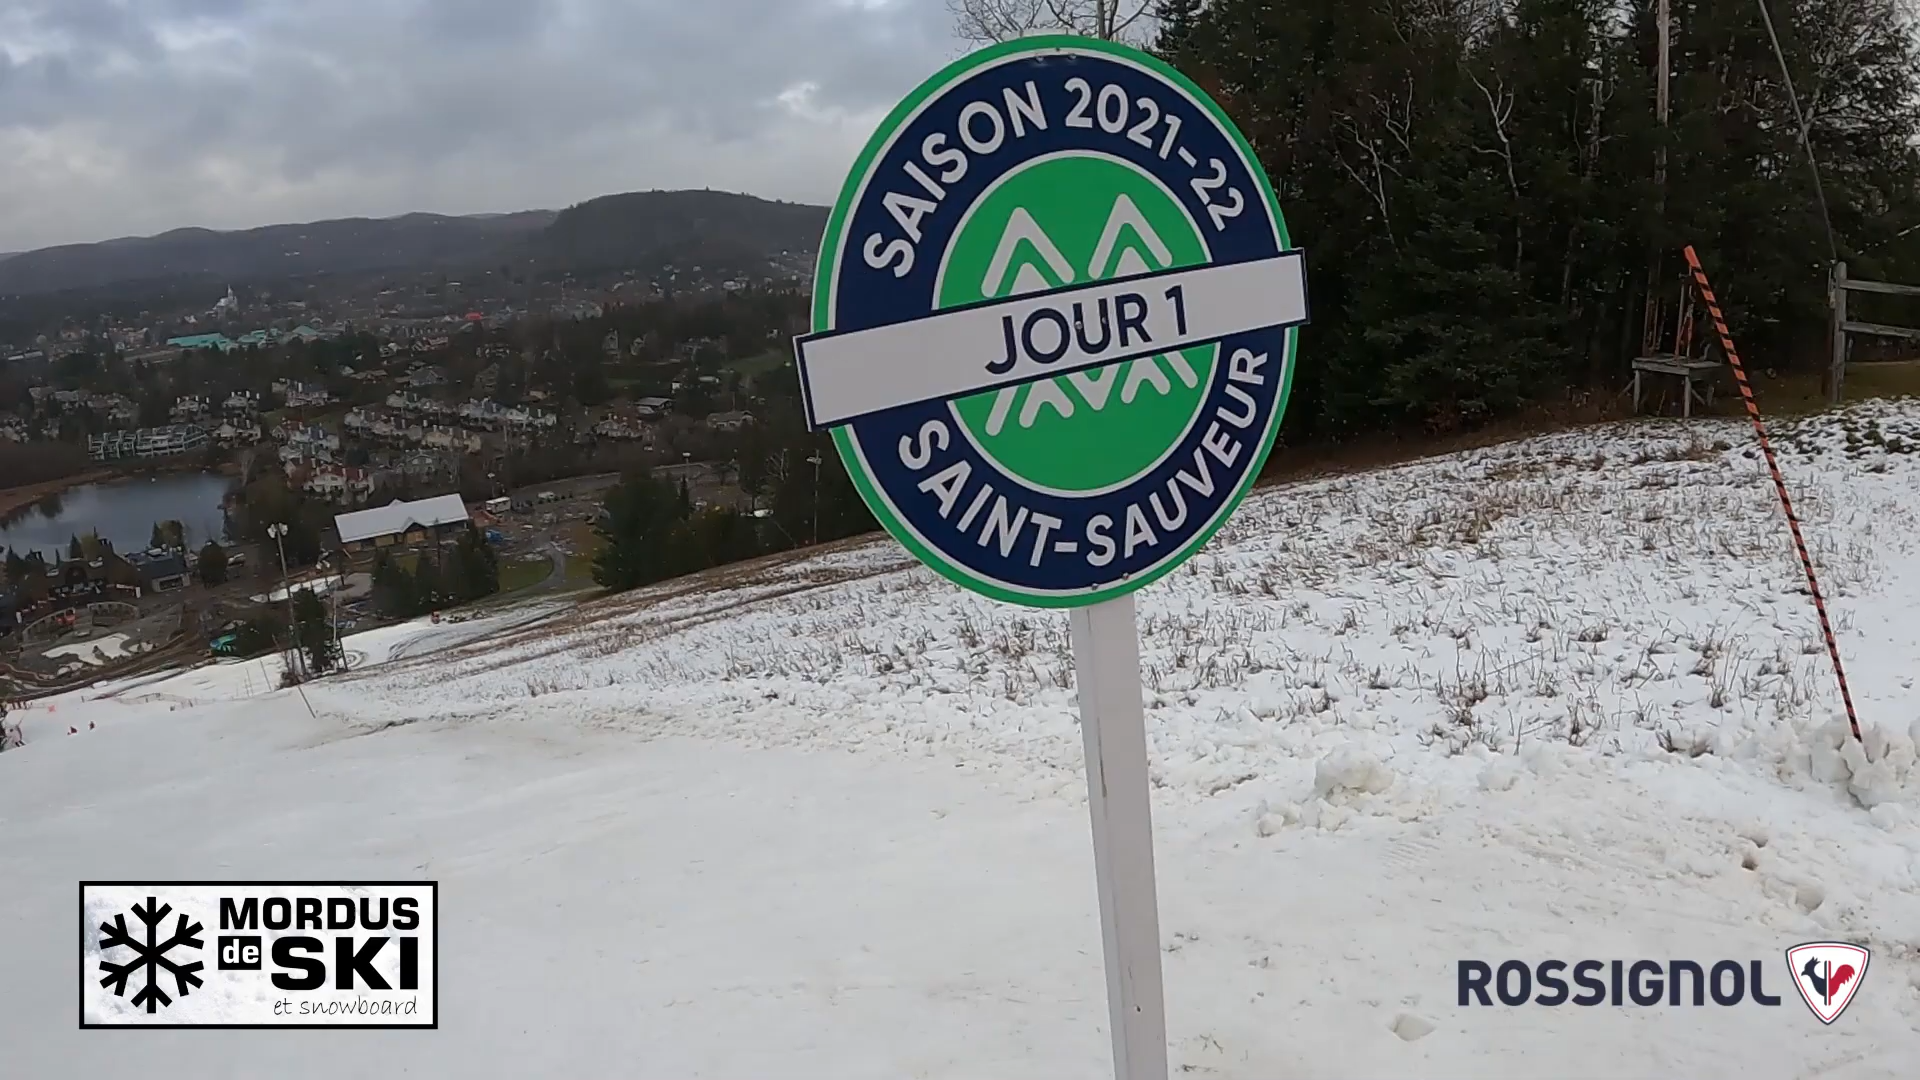 SAISON 2021-22
JOUR 1
SAINT-SAUVEUR
MORDUS
de SKI
et snowboard
ROSSIGNOL